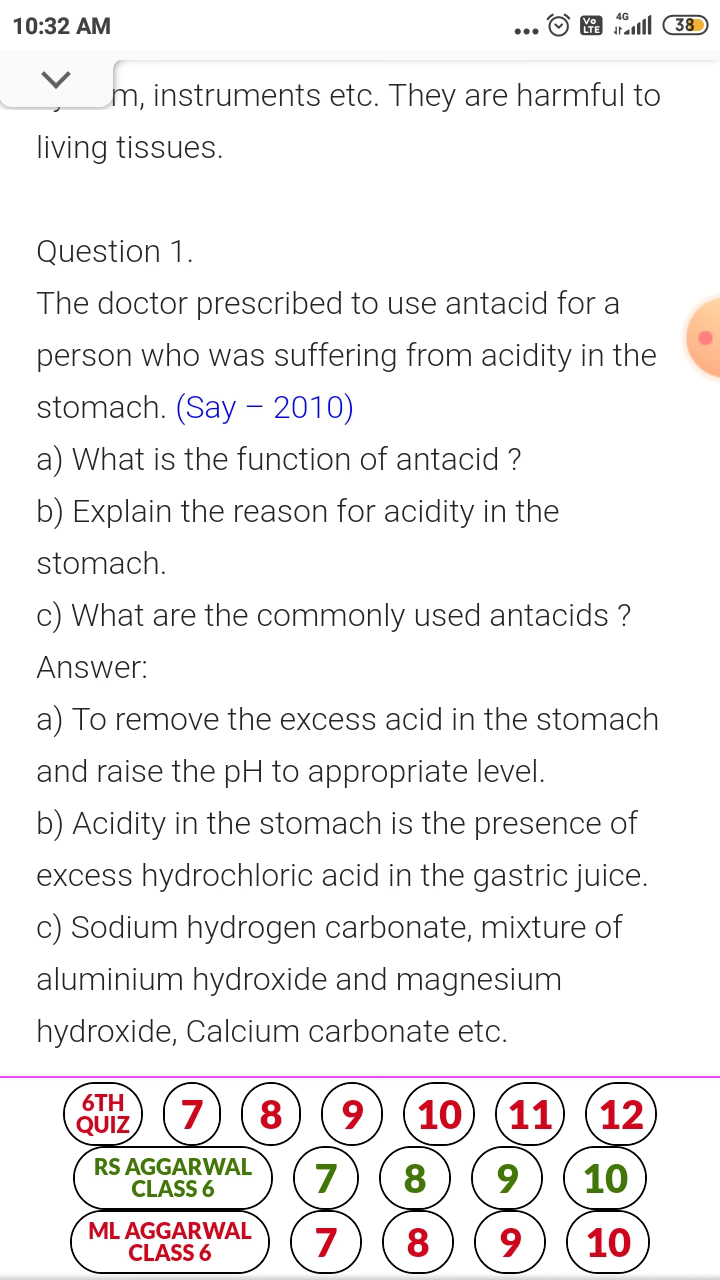 10:32 AM
... Vo LTE 4G 38
m, instruments etc. They are harmful to
living tissues.
Question 1.
The doctor prescribed to use antacid for a
person who was suffering from acidity in the
stomach. (Say – 2010)
a) What is the function of antacid ?
b) Explain the reason for acidity in the
stomach.
c) What are the commonly used antacids ?
Answer:
a) To remove the excess acid in the stomach
and raise the pH to appropriate level.
b) Acidity in the stomach is the presence of
excess hydrochloric acid in the gastric juice.
c) Sodium hydrogen carbonate, mixture of
aluminium hydroxide and magnesium
hydroxide, Calcium carbonate etc.
6TH QUIZ 7 8 9 10 11 12
RS AGGARWAL CLASS 6 7 8 9 10
ML AGGARWAL CLASS 6 7 8 9 10